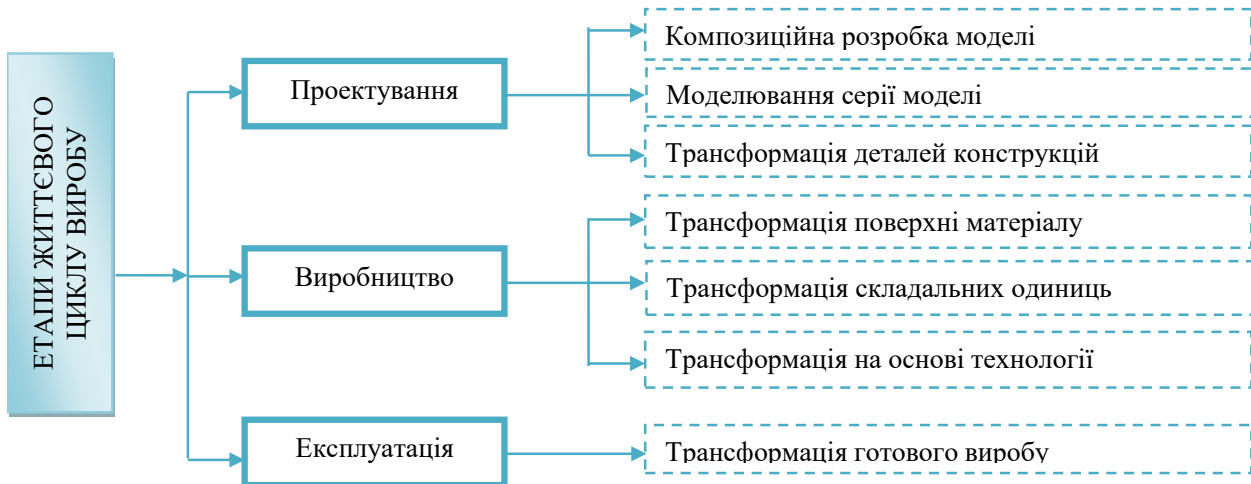 ЕТАПИ ЖИТТЄВОГО
ЦИКЛУ ВИРОБУ
Проектування
Композиційна розробка моделі
Моделювання серії моделі
Трансформація деталей конструкцій
Виробництво
Трансформація поверхні матеріалу
Трансформація складальних одиниць
Трансформація на основі технології
Експлуатація
Трансформація готового виробу